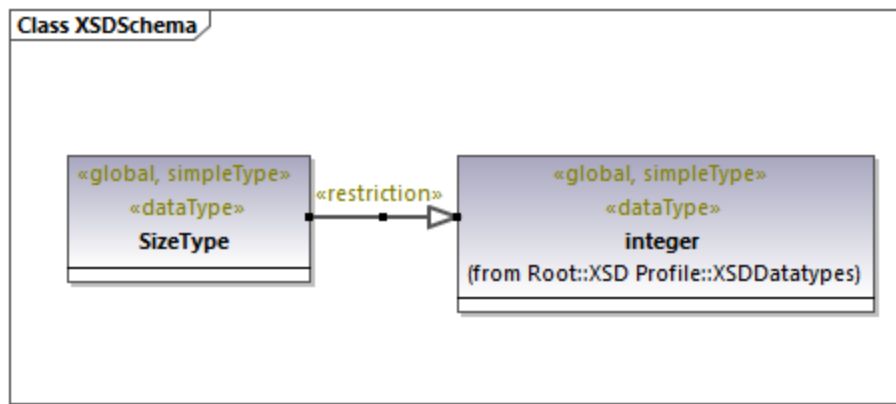 Class XSDSchema
«global, simpleType»
«dataType»
SizeType
«restriction»
«global, simpleType»
«dataType»
integer
(from Root::XSD Profile::XSDDatatypes)